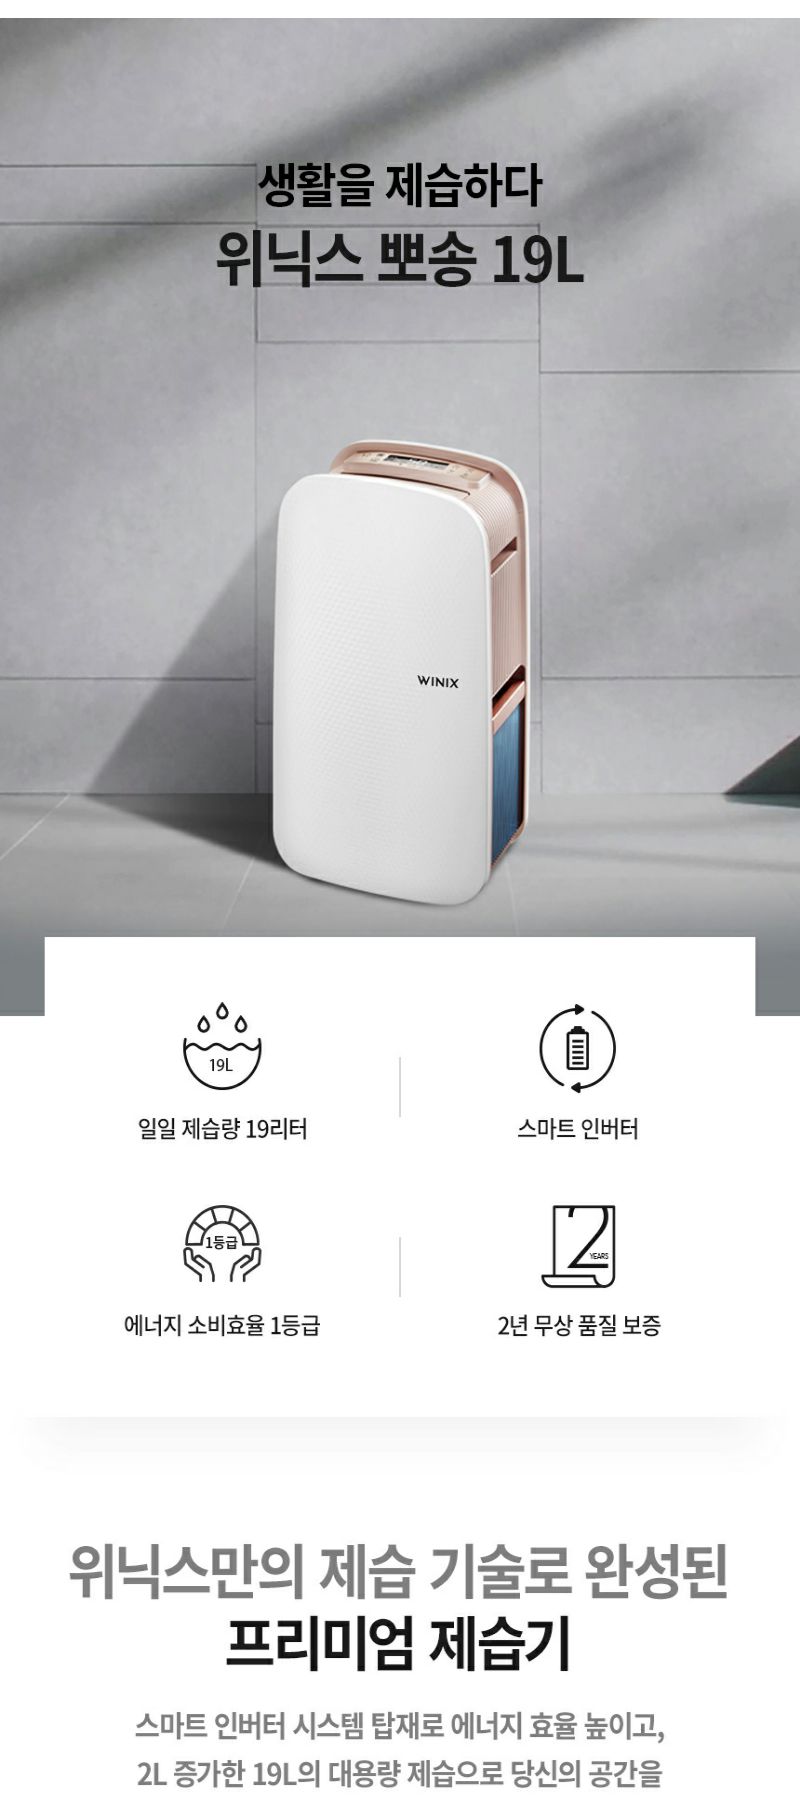 생활을 제습하다
위닉스 뽀송 19L
WINIX
19L
일일 제습량 19리터
스마트 인버터
1등급
에너지 소비효율 1등급
2 YEARS
2년 무상 품질 보증
위닉스만의 제습 기술로 완성된
프리미엄 제습기
스마트 인버터 시스템 탑재로 에너지 효율 높이고,
2L 증가한 19L의 대용량 제습으로 당신의 공간을